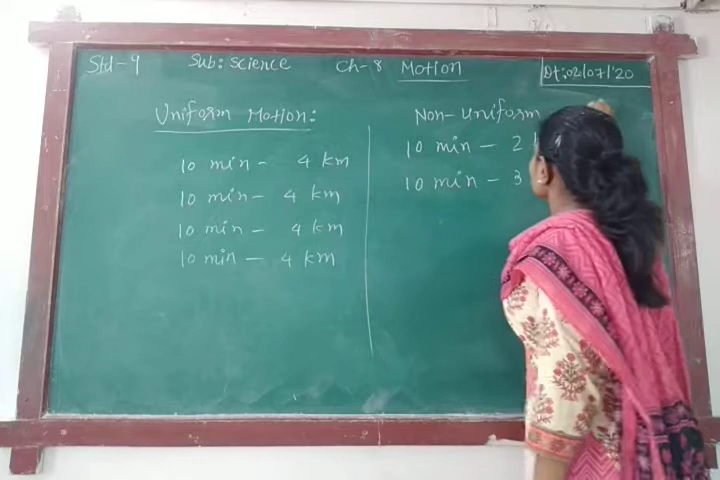 Std-9 Sub: Science Ch-8 Motion Dt:02/07/'20
Uniform Motion:
10 min - 4 km
10 min - 4 km
10 min - 4 km
10 min - 4 km
Non-Uniform
10 min - 2
10 min - 3